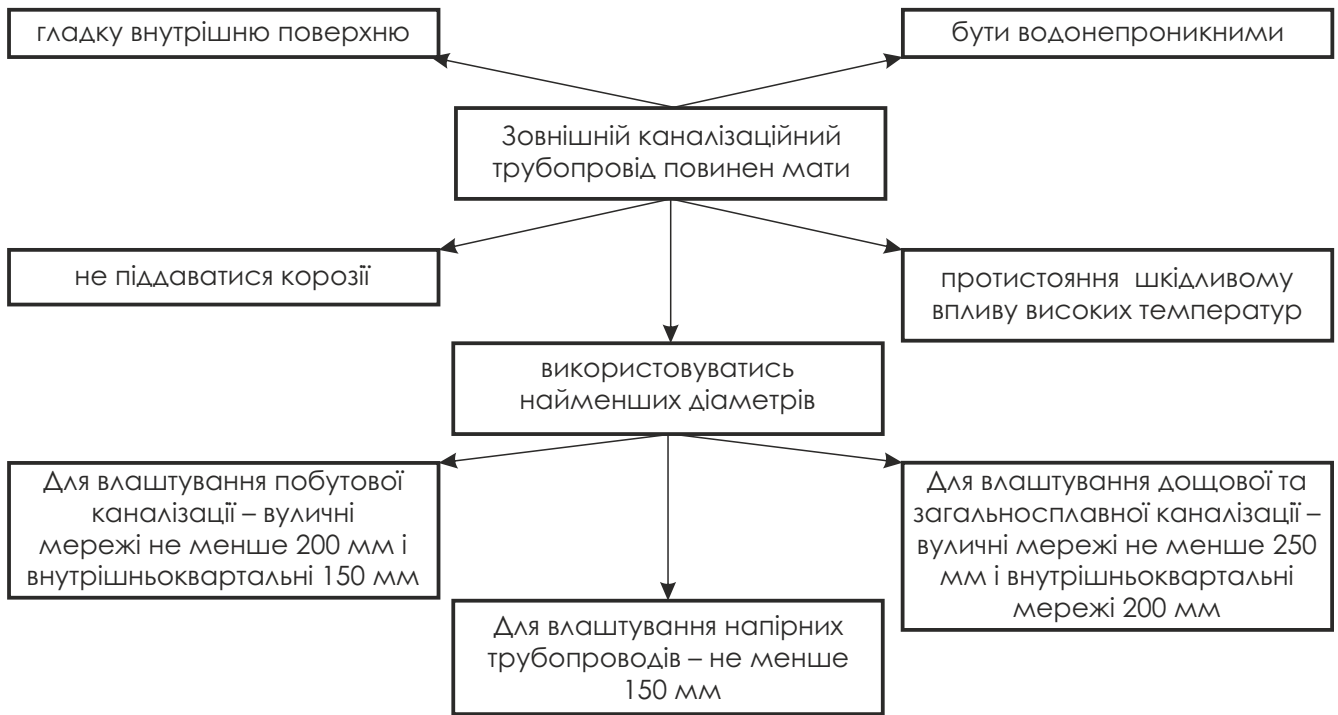 гладку внутрішню поверхню
бути водонепроникними
Зовнішній каналізаційний
трубопровід повинен мати
не піддаватися корозії
протистояння шкідливому
впливу високих температур
використовуватись
найменших діаметрів
Для влаштування побутової
каналізації – вуличні
мережі не менше 200 мм і
внутрішньоквартальні 150 мм
Для влаштування дощової та
загальносплавної каналізації –
вуличні мережі не менше 250
мм і внутрішньоквартальні
мережі 200 мм
Для влаштування напірних
трубопроводів – не менше
150 мм